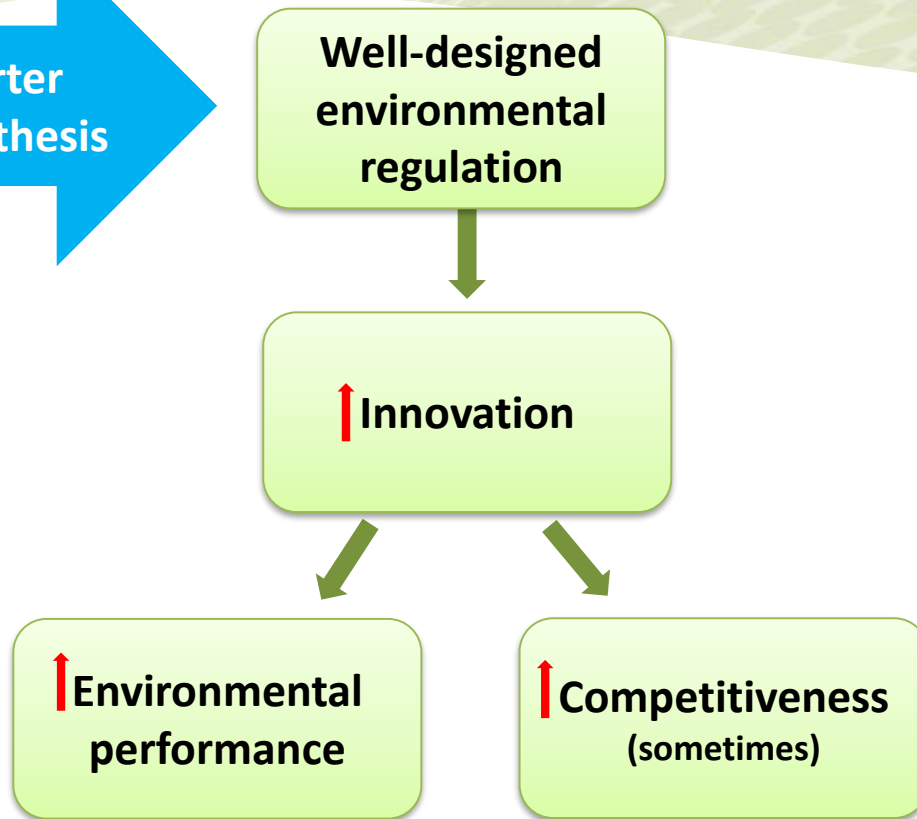 rter
thesis
Well-designed
environmental
regulation
Innovation
Environmental
performance
Competitiveness
(sometimes)